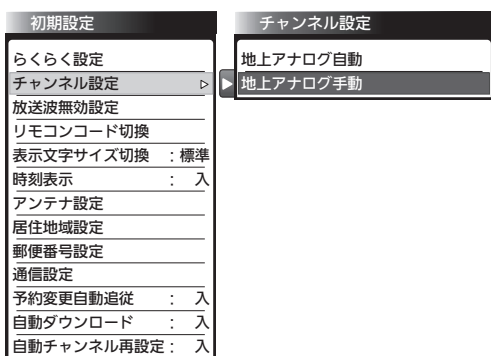 初期設定
らくらく設定
チャンネル設定
放送波無効設定
リモコンコード切換
表示文字サイズ切換 : 標準
時刻表示 : 入
アンテナ設定
居住地域設定
郵便番号設定
通信設定
予約変更自動追従 : 入
自動ダウンロード : 入
自動チャンネル再設定 : 入
チャンネル設定
地上アナログ自動
地上アナログ手動